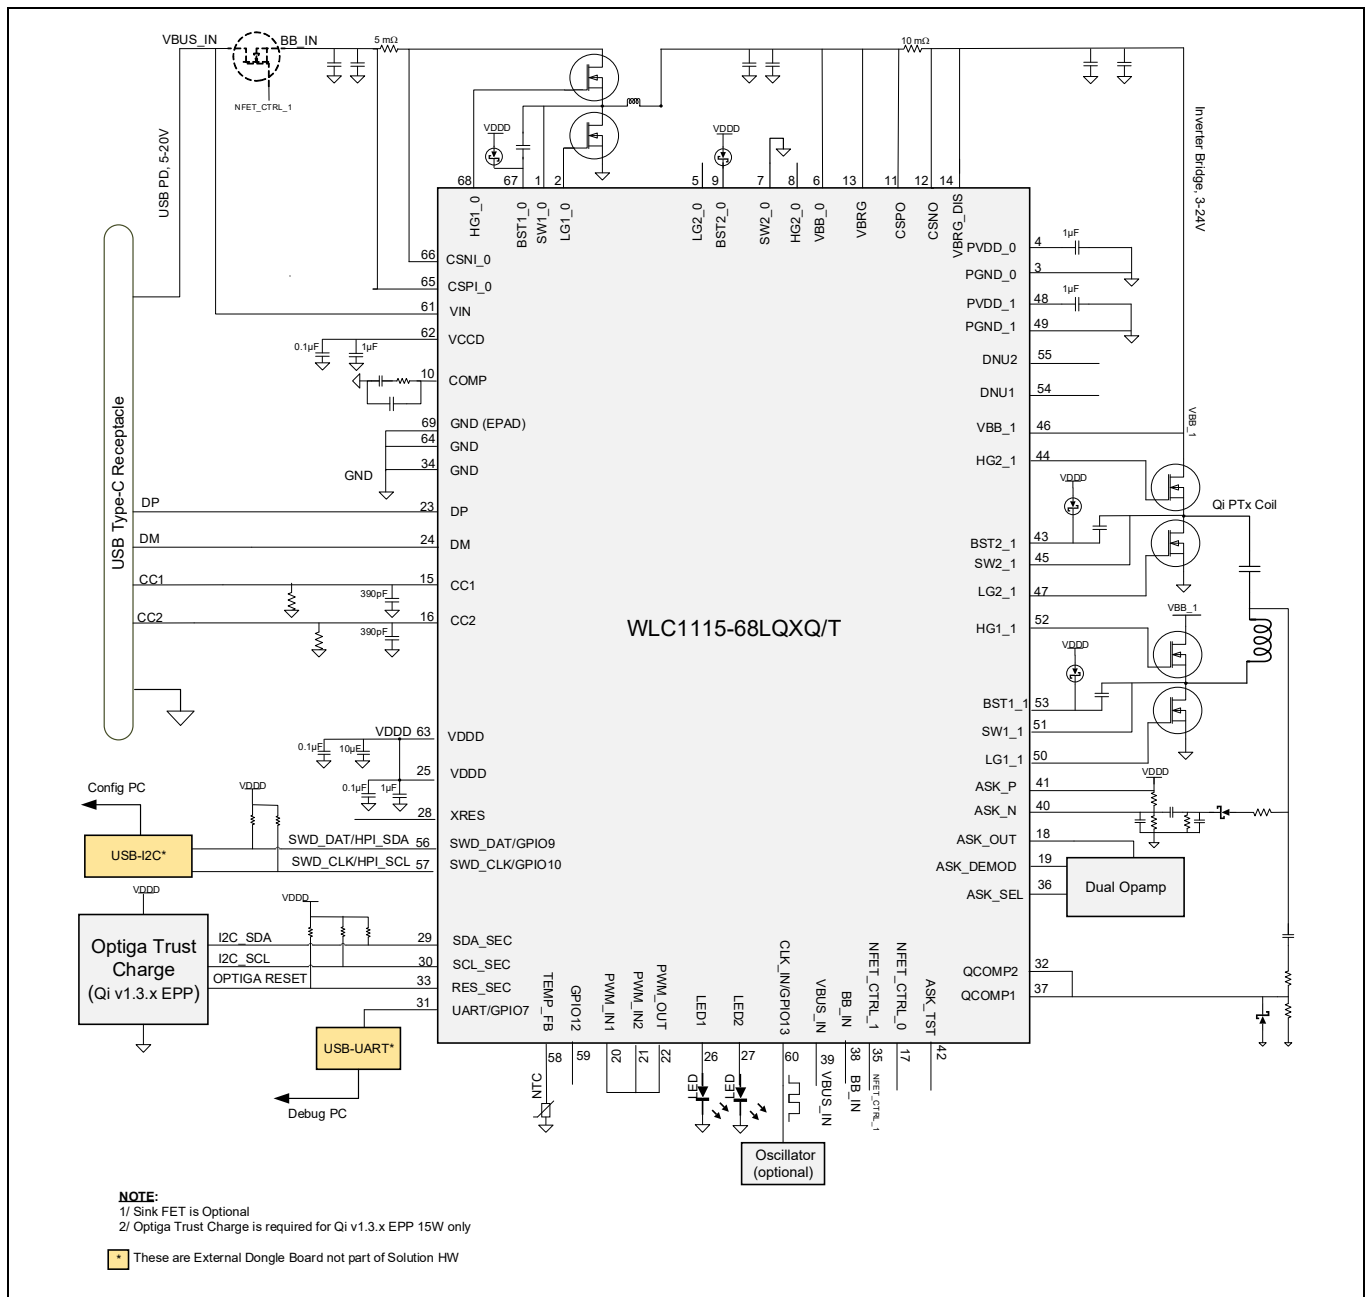 VBUS_IN
BB_IN
5 mΩ
10 mΩ
NFET_CTRL_1
USB PD, 5-20V
Inverter Bridge, 3-24V
VDDD
VDDD
68
67
1
2
5
9
7
8
6
13
11
12
14
HG1_0
BST1_0
SW1_0
LG1_0
LG2_0
BST2_0
SW2_0
HG2_0
VBB_0
VBRG
CSPO
CSNO
VBRG_DIS
66 CSNI_0
65 CSPI_0
61 VIN
62 VCCD
0.1µF
1µF
10 COMP
69 GND (EPAD)
64 GND
34 GND
GND
USB Type-C Receptacle
DP 23 DP
DM 24 DM
CC1 15 CC1
390pF
CC2 16 CC2
390pF
VDDD 63 VDDD
0.1µF
10µF
25 VDDD
0.1µF
1µF
28 XRES
Config PC
VDDD
USB-I2C*
SWD_DAT/HPI_SDA 56 SWD_DAT/GPIO9
SWD_CLK/HPI_SCL 57 SWD_CLK/GPIO10
VDDD
VDDD
Optiga Trust
Charge
(Qi v1.3.x EPP)
I2C_SDA 29 SDA_SEC
I2C_SCL 30 SCL_SEC
OPTIGA RESET 33 RES_SEC
31 UART/GPIO7
USB-UART*
Debug PC
WLC1115-68LQXQ/T
PVDD_0 4
1µF
PGND_0 3
PVDD_1 48
1µF
PGND_1 49
DNU2 55
DNU1 54
VBB_1 46
VBB_1
HG2_1 44
VDDD
Qi PTx Coil
BST2_1 43
SW2_1 45
LG2_1 47
VBB_1
HG1_1 52
VDDD
BST1_1 53
SW1_1 51
LG1_1 50
VDDD
ASK_P 41
ASK_N 40
ASK_OUT 18
ASK_DEMOD 19
ASK_SEL 36
Dual Opamp
QCOMP2 32
QCOMP1 37
TEMP_FB
GPIO12
PWM_IN1
PWM_IN2
PWM_OUT
LED1
LED2
CLK_IN/GPIO13
VBUS_IN
BB_IN
NFET_CTRL_1
NFET_CTRL_0
ASK_TST
58
59
20
21
22
26
27
60
39
38
35
17
42
NTC
LED
LED
VBUS_IN
BB_IN
NFET_CTRL_1
Oscillator
(optional)
NOTE:
1/ Sink FET is Optional
2/ Optiga Trust Charge is required for Qi v1.3.x EPP 15W only
* These are External Dongle Board not part of Solution HW